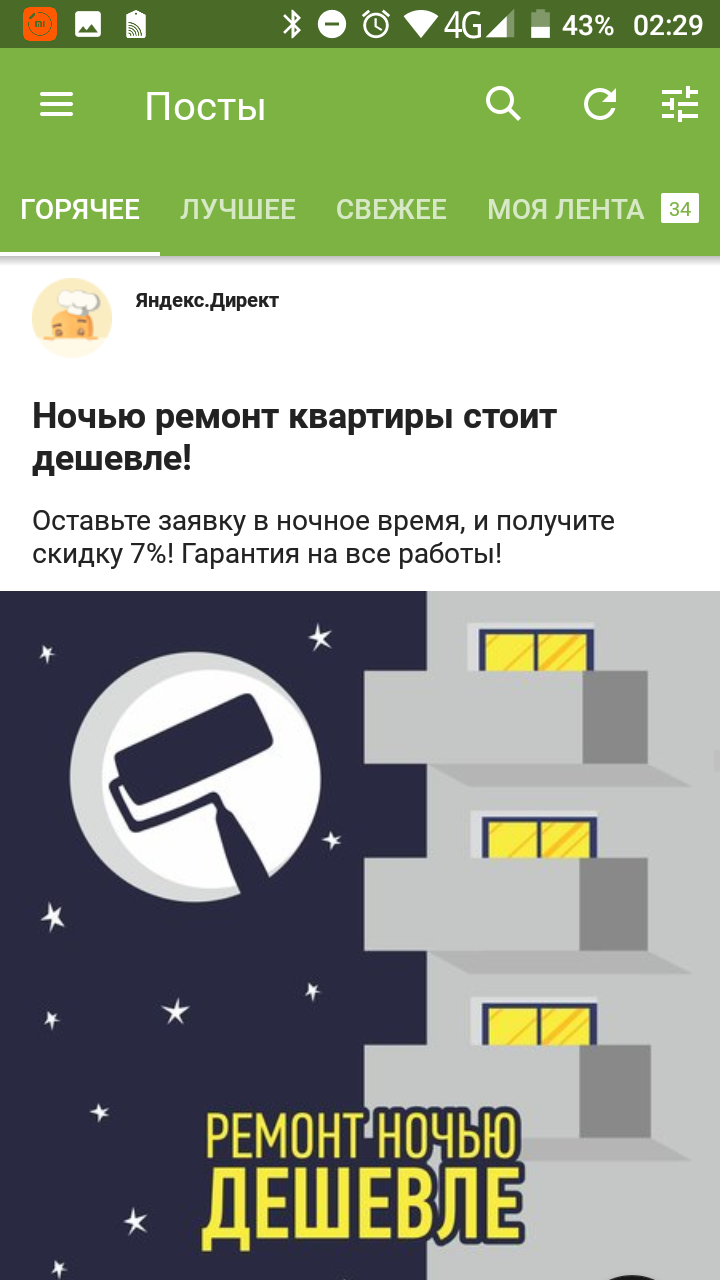 4G 43% 02:29
Посты
ГОРЯЧЕЕ ЛУЧШЕЕ СВЕЖЕЕ МОЯ ЛЕНТА 34
Яндекс.Директ
Ночью ремонт квартиры стоит
дешевле!
Оставьте заявку в ночное время, и получите
скидку 7%! Гарантия на все работы!
РЕМОНТ НОЧЬЮ
ДЕШЕВЛЕ